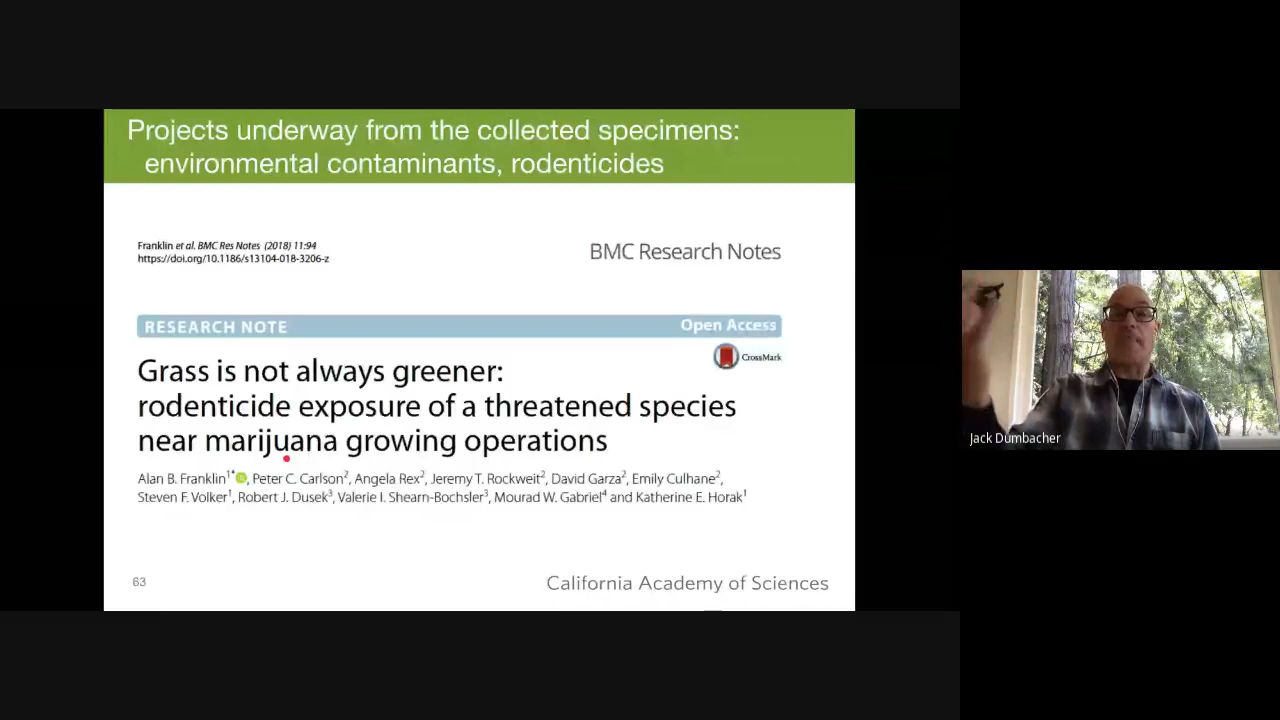 Projects underway from the collected specimens:
environmental contaminants, rodenticides
Franklin et al. BMC Res Notes (2018) 11:94
https://doi.org/10.1186/s13104-018-3206-z
BMC Research Notes
RESEARCH NOTE
Open Access
CrossMark
Grass is not always greener:
rodenticide exposure of a threatened species
near marijuana growing operations
Alan B. Franklin1*, Peter C. Carlson2, Angela Rex2, Jeremy T. Rockweit2, David Garza2, Emily Culhane2,
Steven F. Volker1, Robert J. Dusek3, Valerie I. Shearn-Bochsler3, Mourad W. Gabriel4 and Katherine E. Horak1
63
California Academy of Sciences
Jack Dumbacher